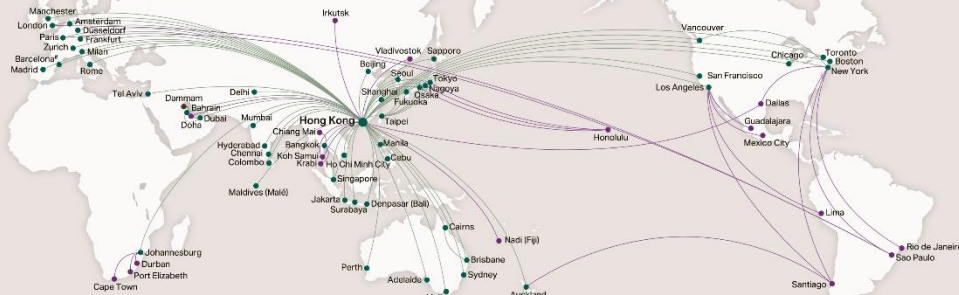 Manchester
London
Amsterdam
Düsseldorf
Paris
Frankfurt
Zurich
Milan
Barcelona#
Madrid
Rome
Irkutsk
Vladivostok
Sapporo
Beijing
Seoul
Tokyo
Nagoya
Osaka
Shanghai
Fukuoka
Tel Aviv
Delhi
Dammam
Bahrain
Dubai
Doha
Mumbai
Hong Kong
Taipei
Chiang Mai
Hyderabad
Bangkok
Manila
Chennai
Koh Samui
Cebu
Colombo
Krabi
Ho Chi Minh City
Singapore
Maldives (Malé)
Jakarta
Denpasar (Bali)
Surabaya
Cairns
Nadi (Fiji)
Johannesburg
Durban
Port Elizabeth
Cape Town
Perth
Brisbane
Adelaide
Sydney
Auckland
Vancouver
Chicago
Toronto
Boston
New York
San Francisco
Los Angeles
Dallas
Guadalajara
Mexico City
Honolulu
Lima
Rio de Janeiro
Sao Paulo
Santiago